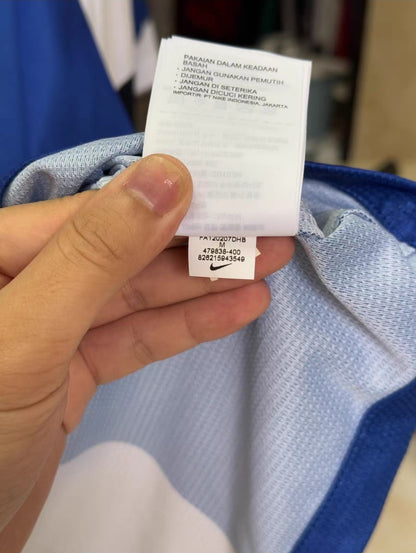 PAKAIAN DALAM KEADAAN
BASAH
- JANGAN GUNAKAN PEMUTIH
- DIJEMUR
- JANGAN DI SETERIKA
- JANGAN DICUCI KERING
IMPORTIR: PT NIKE INDONESIA, JAKARTA
FA120207DHB
M
479838-400
826215943549